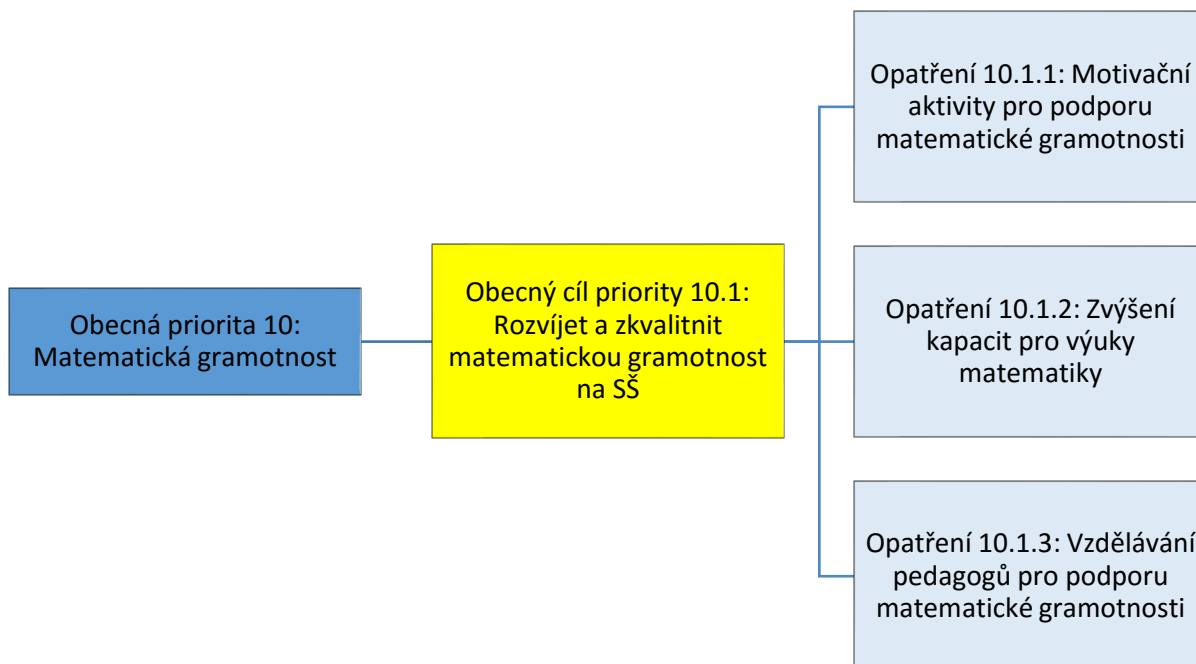 Obecná priorita 10:
Matematická gramotnost
Obecný cíl priority 10.1:
Rozvíjet a zkvalitnit
matematickou gramotnost
na SŠ
Opatření 10.1.1: Motivační
aktivity pro podporu
matematické gramotnosti
Opatření 10.1.2: Zvýšení
kapacit pro výuky
matematiky
Opatření 10.1.3: Vzdělávání
pedagogů pro podporu
matematické gramotnosti